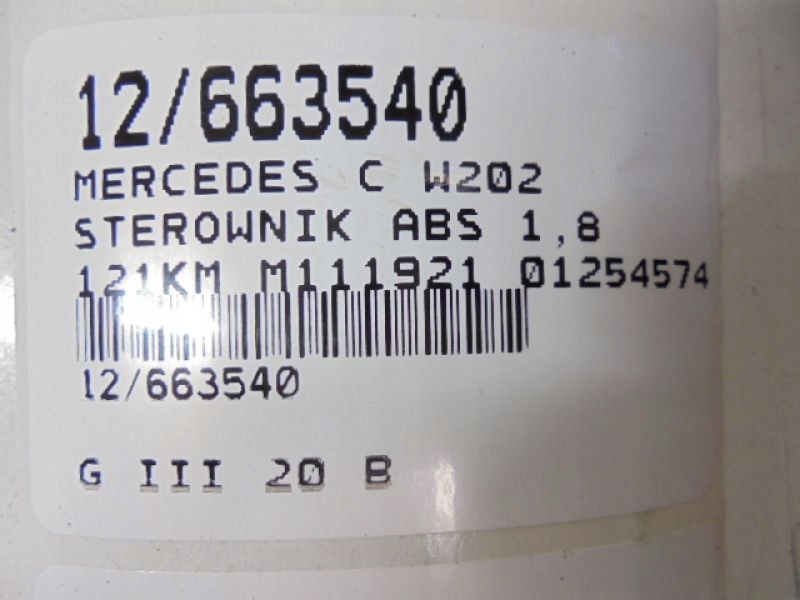 12/663540
MERCEDES C W202
STEROWNIK ABS 1,8
121KM M111921 01254574
12/663540
G III 20 B